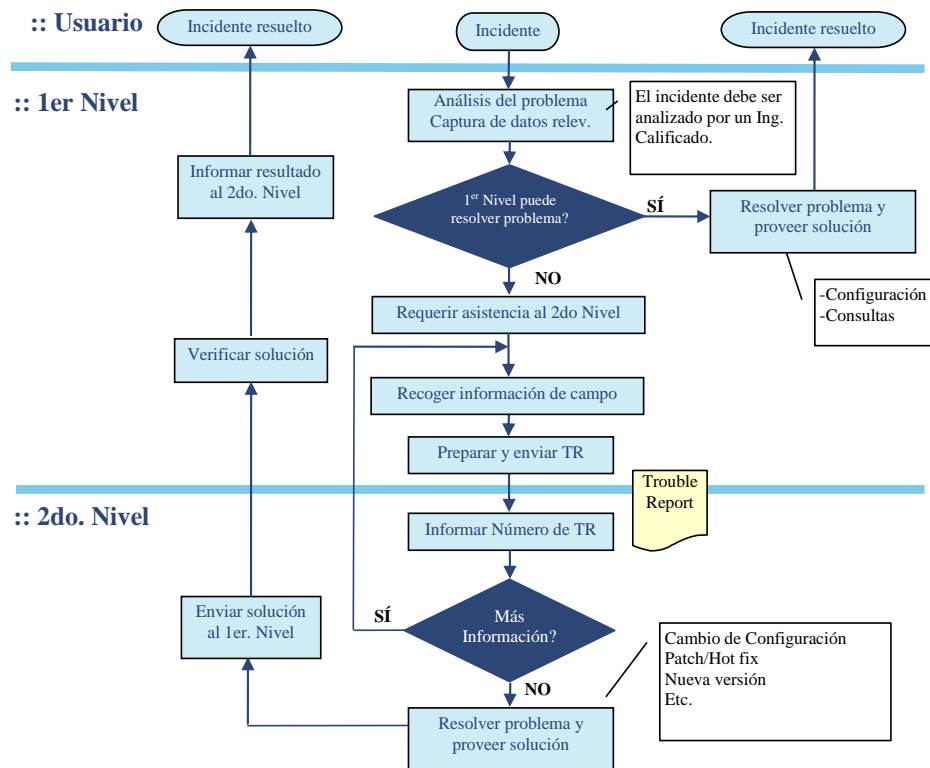 :: Usuario
Incidente resuelto
Incidente
Incidente resuelto
:: 1er Nivel
Análisis del problema
Captura de datos relev.
El incidente debe ser
analizado por un Ing.
Calificado.
Informar resultado
al 2do. Nivel
1er Nivel puede
resolver problema?
SÍ
Resolver problema y
proveer solución
NO
-Configuración
-Consultas
Requerir asistencia al 2do Nivel
Verificar solución
Recoger información de campo
Preparar y enviar TR
Trouble
Report
:: 2do. Nivel
Informar Número de TR
Enviar solución
al 1er. Nivel
SÍ
Más
Información?
Cambio de Configuración
Patch/Hot fix
Nueva versión
Etc.
NO
Resolver problema y
proveer solución